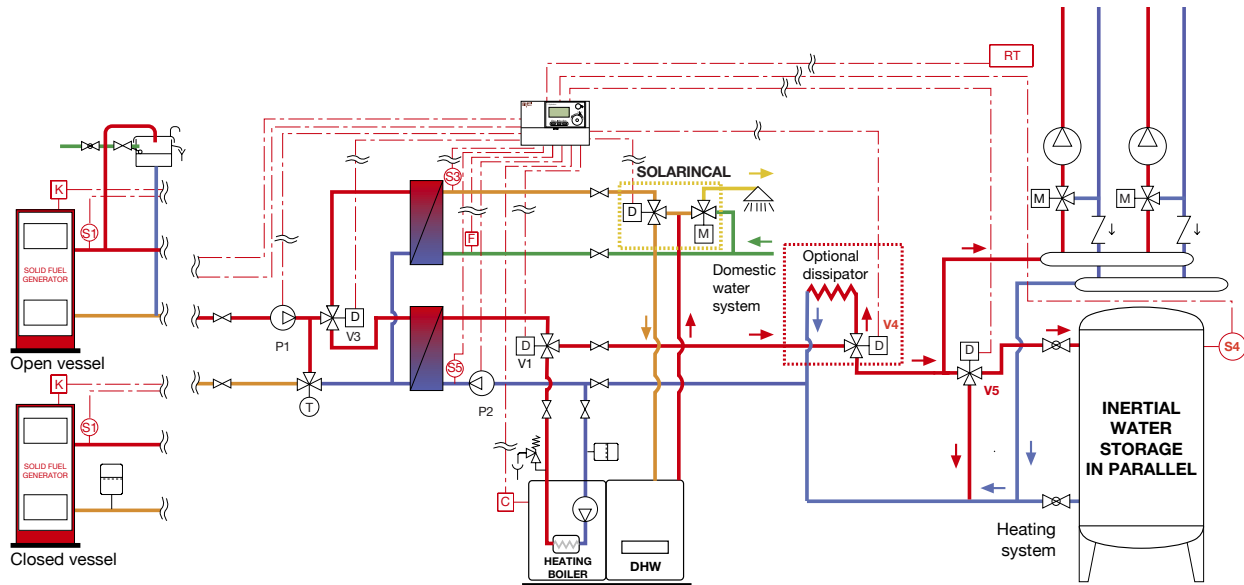 RT
K
S1
SOLID FUEL
GENERATOR
Open vessel
K
S1
SOLID FUEL
GENERATOR
Closed vessel
P1
D
V3
T
S3
F
S5
P2
D
V1
C
HEATING
BOILER
DHW
SOLARINCAL
D
M
Domestic
water
system
Optional
dissipator
V4
D
D
V5
M
M
S4
INERTIAL
WATER
STORAGE
IN PARALLEL
Heating
system